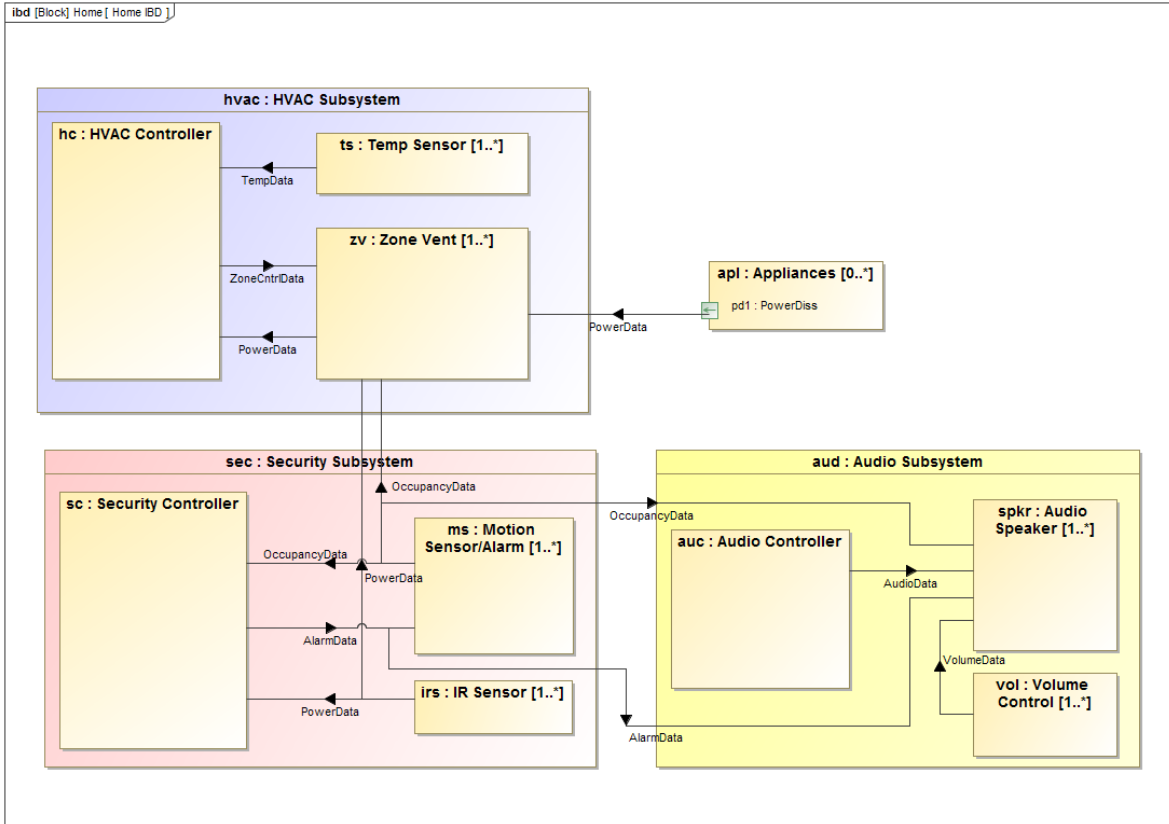 ibd [Block] Home [ Home IBD ]
hvac : HVAC Subsystem
hc : HVAC Controller
ts : Temp Sensor [1..*]
TempData
zv : Zone Vent [1..*]
ZoneCntrlData
PowerData
apl : Appliances [0..*]
pd1 : PowerDiss
PowerData
sec : Security Subsystem
sc : Security Controller
OccupancyData
ms : Motion
Sensor/Alarm [1..*]
OccupancyData
PowerData
AlarmData
irs : IR Sensor [1..*]
PowerData
aud : Audio Subsystem
OccupancyData
auc : Audio Controller
spkr : Audio
Speaker [1..*]
AudioData
VolumeData
vol : Volume
Control [1..*]
AlarmData